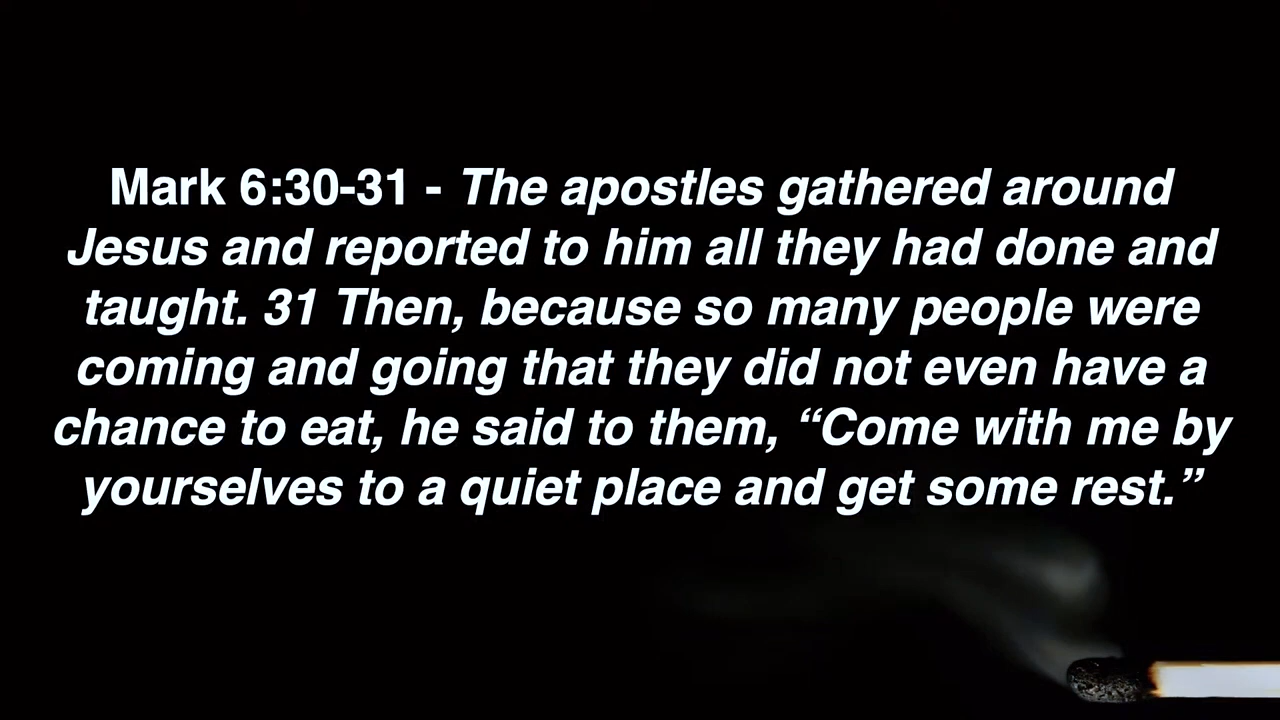 Mark 6:30-31 - The apostles gathered around
Jesus and reported to him all they had done and
taught. 31 Then, because so many people were
coming and going that they did not even have a
chance to eat, he said to them, “Come with me by
yourselves to a quiet place and get some rest.”